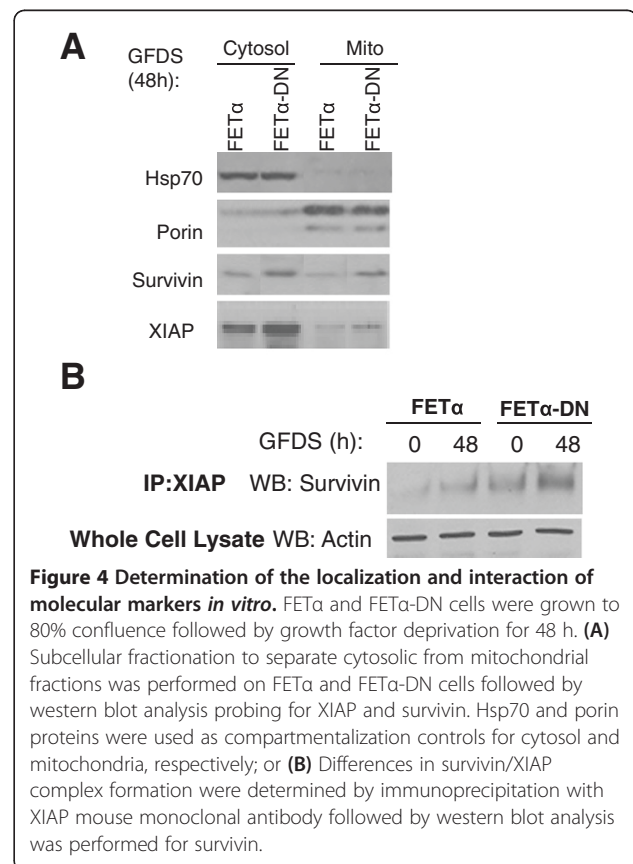 A
GFDS
(48h):
Cytosol Mito
FETα FETα-DN FETα FETα-DN
Hsp70
Porin
Survivin
XIAP
B
FETα FETα-DN
GFDS (h): 0 48 0 48
IP:XIAP WB: Survivin
Whole Cell Lysate WB: Actin
Figure 4 Determination of the localization and interaction of
molecular markers in vitro. FETα and FETα-DN cells were grown to
80% confluence followed by growth factor deprivation for 48 h. (A)
Subcellular fractionation to separate cytosolic from mitochondrial
fractions was performed on FETα and FETα-DN cells followed by
western blot analysis probing for XIAP and survivin. Hsp70 and porin
proteins were used as compartmentalization controls for cytosol and
mitochondria, respectively; or (B) Differences in survivin/XIAP
complex formation were determined by immunoprecipitation with
XIAP mouse monoclonal antibody followed by western blot analysis
was performed for survivin.